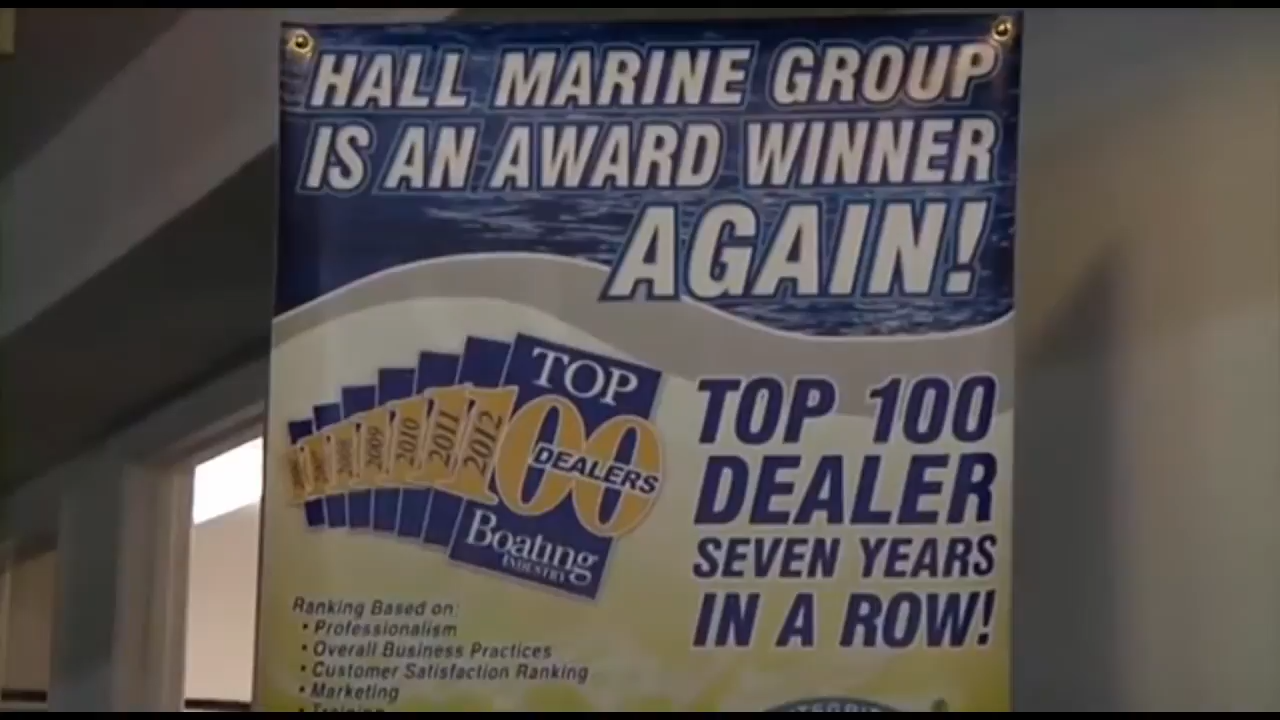 HALL MARINE GROUP
IS AN AWARD WINNER
AGAIN!
TOP
100
DEALERS
2009
2010
2011
2012
Boating
INDUSTRY
TOP 100
DEALER
SEVEN YEARS
IN A ROW!
Ranking Based on:
• Professionalism
• Overall Business Practices
• Customer Satisfaction Ranking
• Marketing